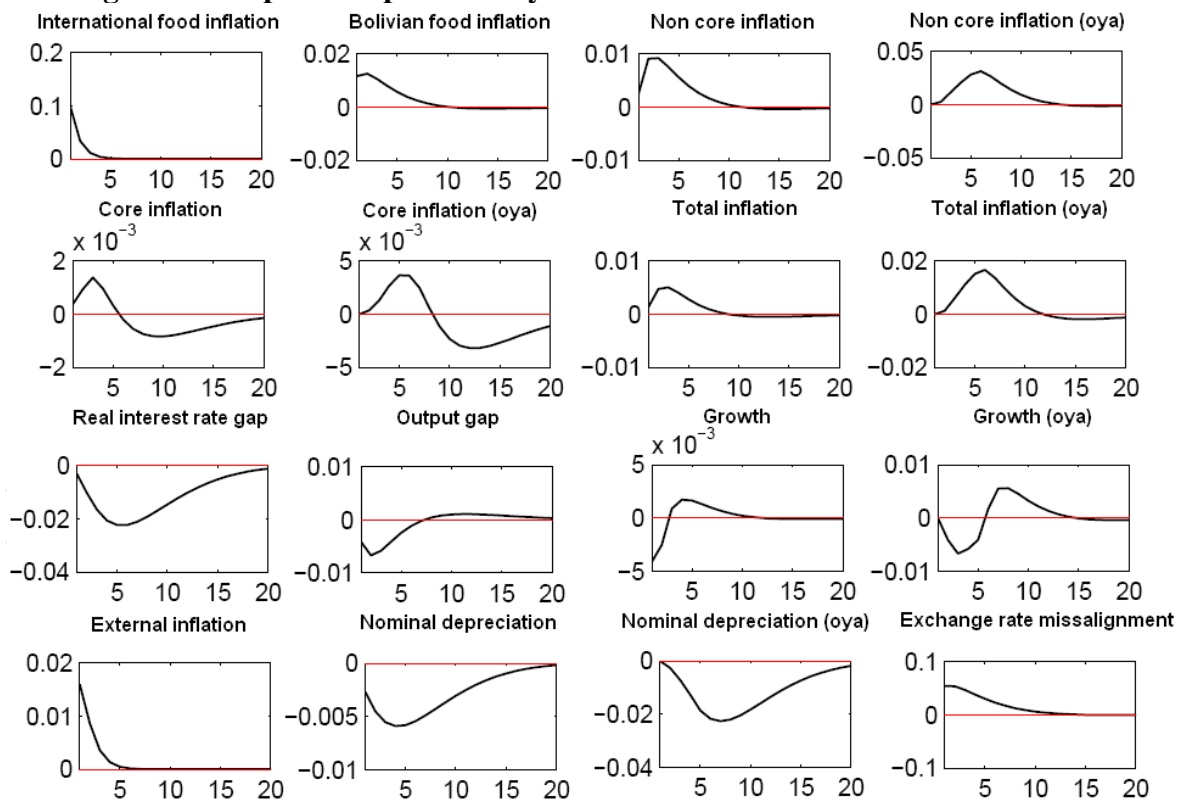 International food inflation Bolivian food inflation Non core inflation Non core inflation (oya)
0.2 0.02 0.01 0.05
0.1 0 0 0
0 −0.02 −0.01 −0.05
5 10 15 20 5 10 15 20 5 10 15 20 5 10 15 20
Core inflation Core inflation (oya) Total inflation Total inflation (oya)
x 10⁻³ x 10⁻³
2 5 0.01 0.02
0 0 0 0
−2 −5 −0.01 −0.02
5 10 15 20 5 10 15 20 5 10 15 20 5 10 15 20
Real interest rate gap Output gap Growth Growth (oya)
x 10⁻³
0 0.01 5 0.01
−0.02 0 0 0
−0.04 −0.01 −5 −0.01
5 10 15 20 5 10 15 20 5 10 15 20 5 10 15 20
External inflation Nominal depreciation Nominal depreciation (oya) Exchange rate missalignment
0.02 0 0 0.1
0.01 −0.005 −0.02 0
0 −0.01 −0.04 −0.1
5 10 15 20 5 10 15 20 5 10 15 20 5 10 15 20